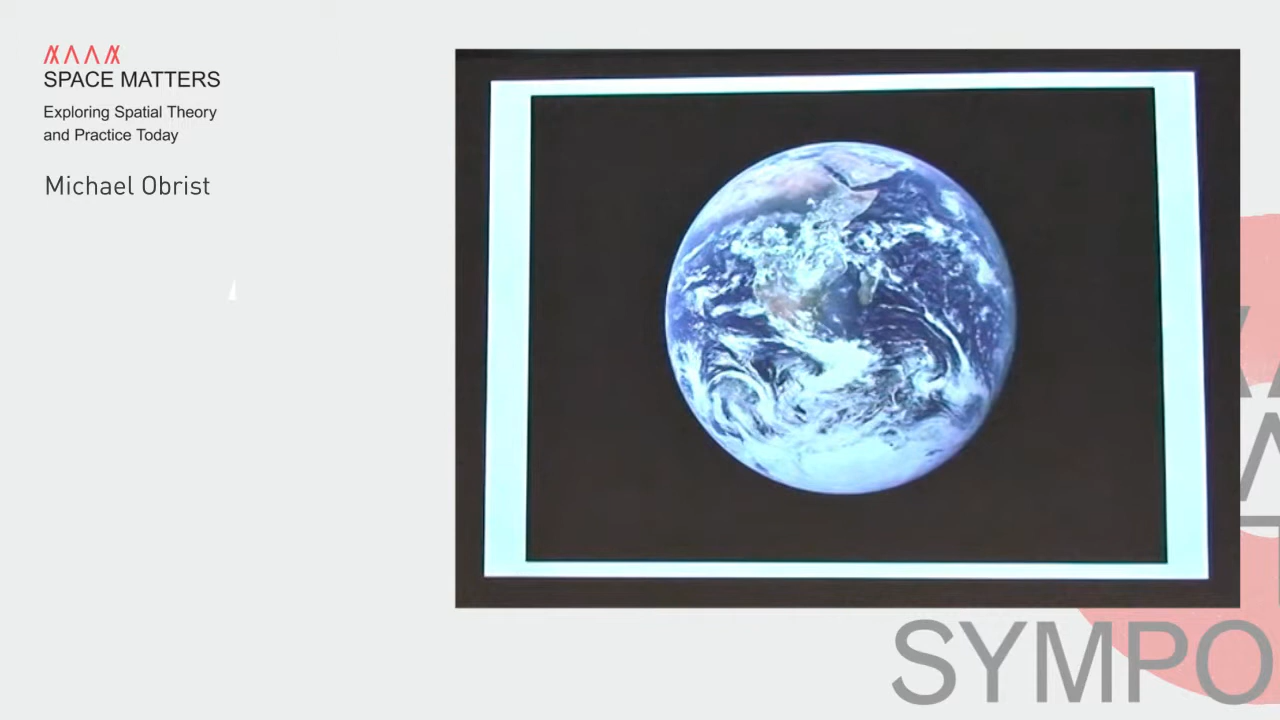 SPACE MATTERS
Exploring Spatial Theory
and Practice Today
Michael Obrist
SYMPO